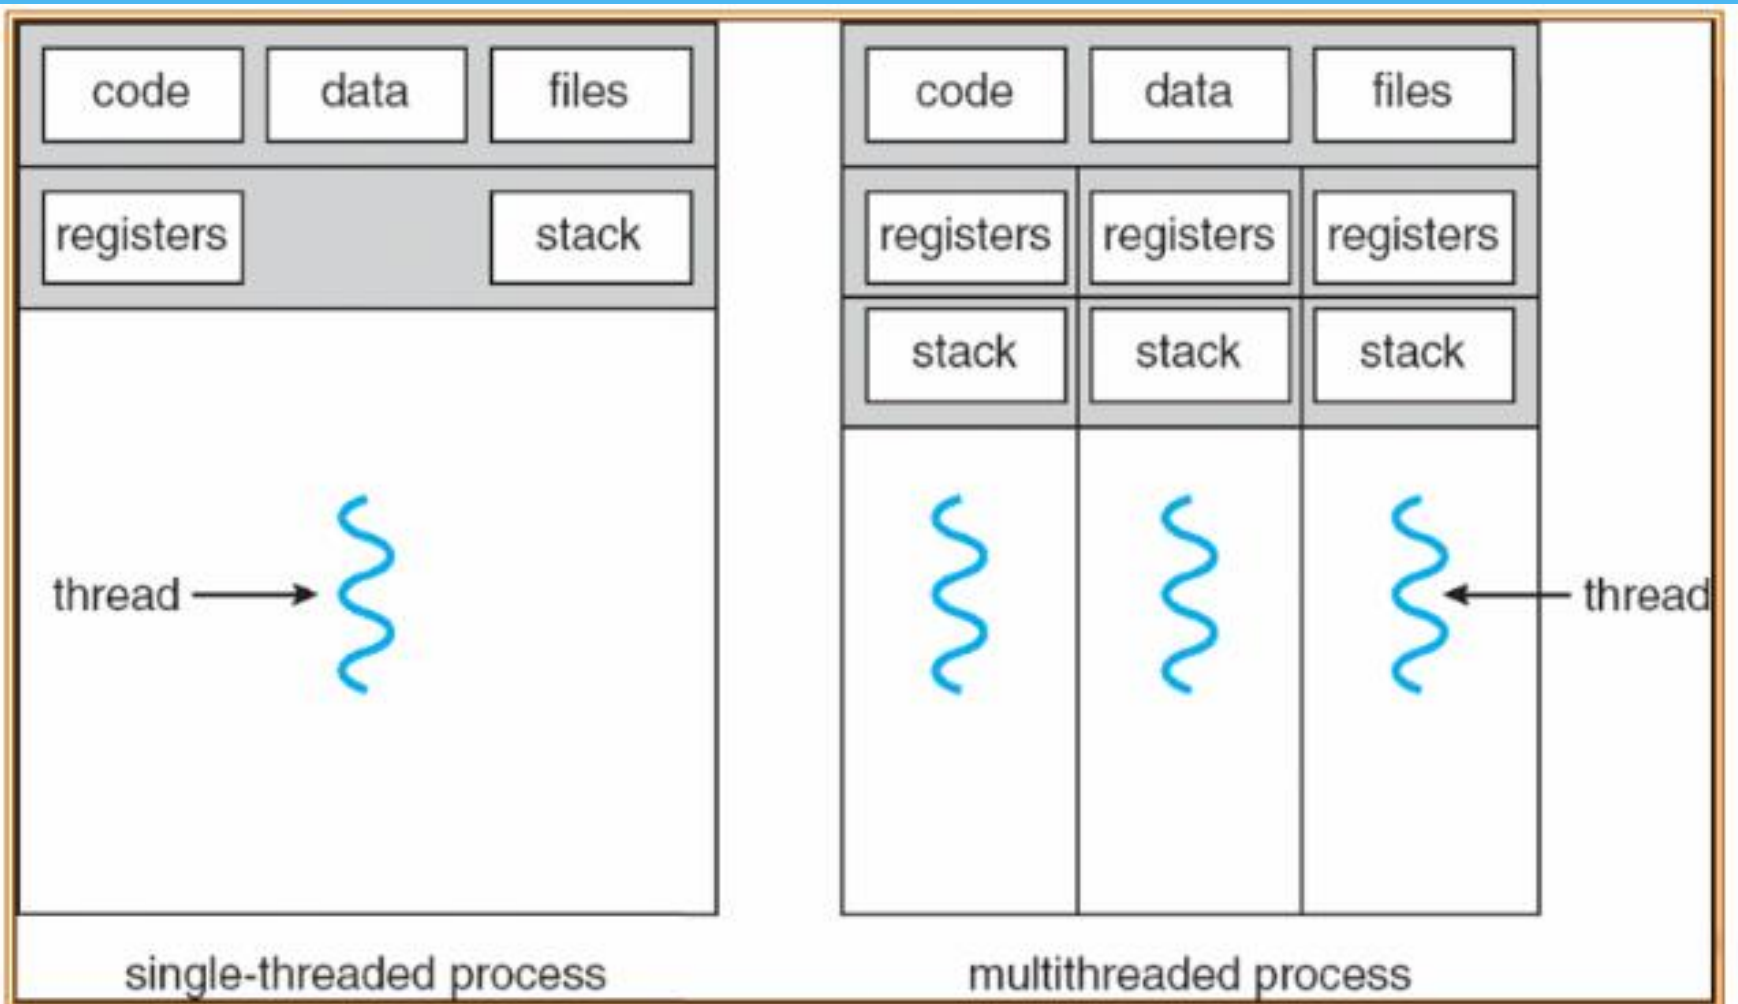 code data files
registers stack
thread
single-threaded process
code data files
registers registers registers
stack stack stack
thread
multithreaded process